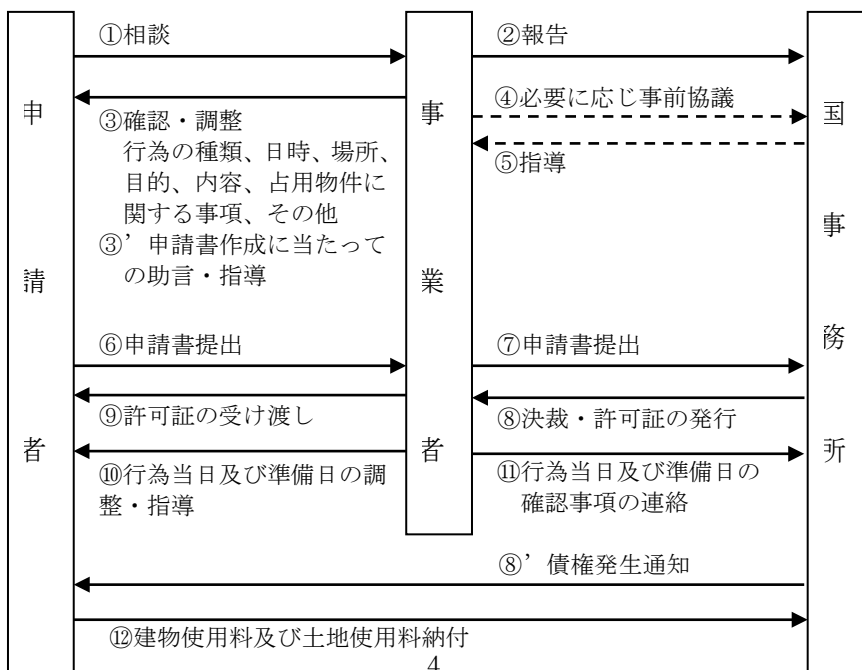 ①相談
②報告
④必要に応じ事前協議
③確認・調整
行為の種類、日時、場所、
目的、内容、占用物件に
関する事項、その他
⑤指導
③’申請書作成に当たって
の助言・指導
⑥申請書提出
⑦申請書提出
⑨許可証の受け渡し
⑧決裁・許可証の発行
⑩行為当日及び準備日の調
整・指導
⑪行為当日及び準備日の
確認事項の連絡
⑧’債権発生通知
⑫建物使用料及び土地使用料納付
申請者
事業者
国事務所
4